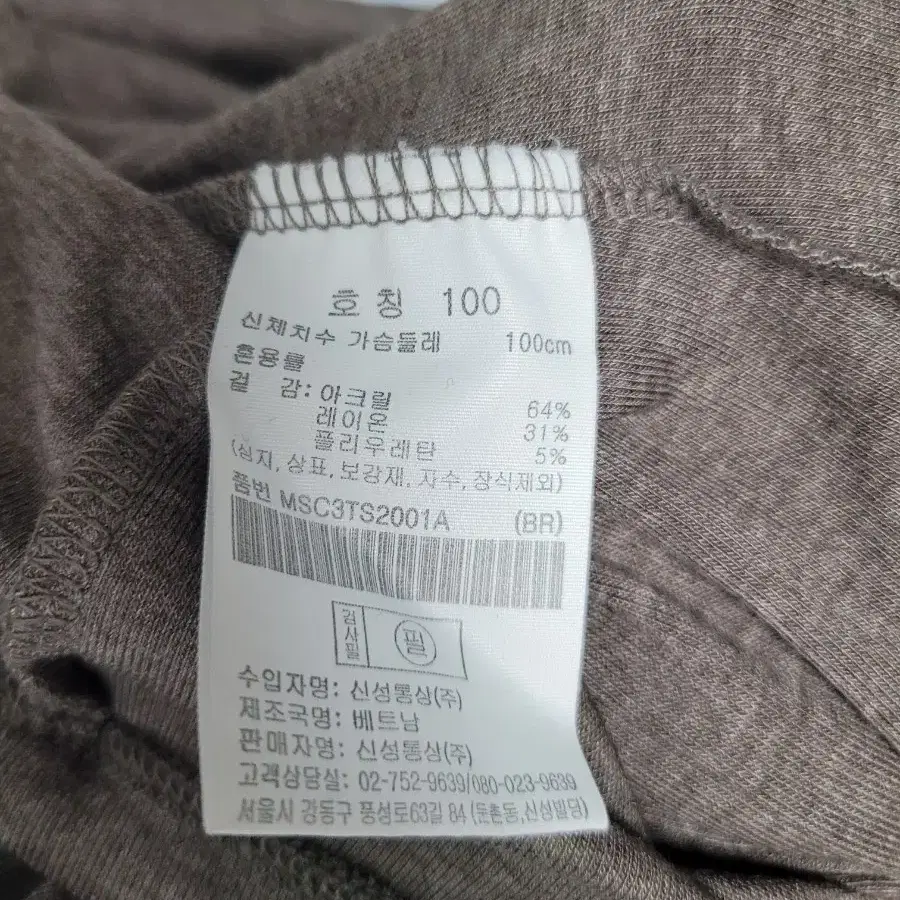 호 칭 100
신체치수 가슴둘레 100cm
혼용률
겉 감: 아크릴 64%
레이온 31%
폴리우레탄 5%
(심지, 상표, 보강재, 자수, 장식제외)
품번 MSC3TS2001A (BR)
검사필 필
수입자명: 신성통상(주)
제조국명: 베트남
판매자명: 신성통상(주)
고객상담실: 02-752-9639/080-023-9639
서울시 강동구 풍성로63길 84 (둔촌동,신성빌딩)